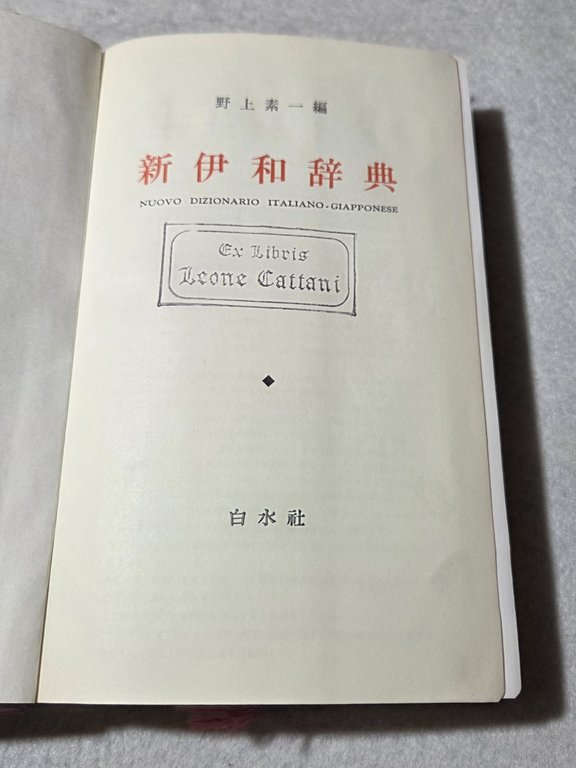 野上素一編
新伊和辞典
NUOVO DIZIONARIO ITALIANO-GIAPPONESE
Ex Libris
Leone Cattani
白水社